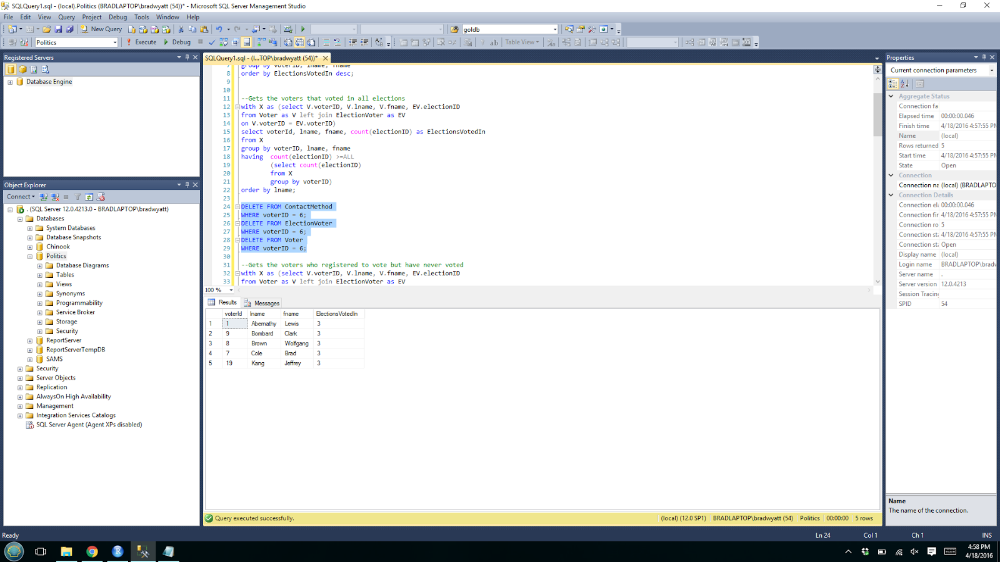 SQLQuery1.sql - (local).Politics (BRADLAPTOP\bradwyatt (54))* - Microsoft SQL Server Management Studio
File Edit View Query Project Debug Tools Window Help
New Query goldb
Politics Execute Debug Table View
Registered Servers
Database Engine
Object Explorer
Connect
. (SQL Server 12.0.4213.0 - BRADLAPTOP\bradwyatt)
Databases
System Databases
Database Snapshots
Chinook
Politics
Database Diagrams
Tables
Views
Synonyms
Programmability
Service Broker
Storage
Security
ReportServer
ReportServerTempDB
SAMS
Security
Server Objects
Replication
AlwaysOn High Availability
Management
Integration Services Catalogs
SQL Server Agent (Agent XPs disabled)
SQLQuery1.sql - (l...TOP\bradwyatt (54))*
7 group by voterID, lname, fname
8 order by ElectionsVotedIn desc;
9
10
11 --Gets the voters that voted in all elections
12 with X as (select V.voterID, V.lname, V.fname, EV.electionID
13 from Voter as V left join ElectionVoter as EV
14 on V.voterID = EV.voterID)
15 select voterId, lname, fname, count(electionID) as ElectionsVotedIn
16 from X
17 group by voterID, lname, fname
18 having count(electionID) >=ALL
19 (select count(electionID)
20 from X
21 group by voterID)
22 order by lname;
23
24 DELETE FROM ContactMethod
25 WHERE voterID = 6;
26 DELETE FROM ElectionVoter
27 WHERE voterID = 6;
28 DELETE FROM Voter
29 WHERE voterID = 6;
30
31 --Gets the voters who registered to vote but have never voted
32 with X as (select V.voterID, V.lname, V.fname, EV.electionID
33 from Voter as V left join ElectionVoter as EV
100 %
Results Messages
voterId lname fname ElectionsVotedIn
1 1 Abernathy Lewis 3
2 9 Bombard Clark 3
3 8 Brown Wolfgang 3
4 7 Cole Brad 3
5 19 Kang Jeffrey 3
Query executed successfully. (local) (12.0 SP1) BRADLAPTOP\bradwyatt (54) Politics 00:00:00 5 rows
Properties
Current connection parameters
Aggregate Status
Connection fa
Elapsed time 00:00:00.046
Finish time 4/18/2016 4:57:55 PM
Name (local)
Rows returned 5
Start time 4/18/2016 4:57:55 PM
State Open
Connection
Connection na (local) (BRADLAPTO
Connection Details
Connection el 00:00:00.046
Connection fir 4/18/2016 4:57:55 PM
Connection ro 5
Connection st 4/18/2016 4:57:55 PM
Connection st Open
Display name (local)
Login name BRADLAPTOP\bradw
Server name .
Server version 12.0.4213
Session Tracin
SPID 54
Name
The name of the connection.
Ready Ln 24 Col 1 Ch 1 INS
4:58 PM
4/18/2016